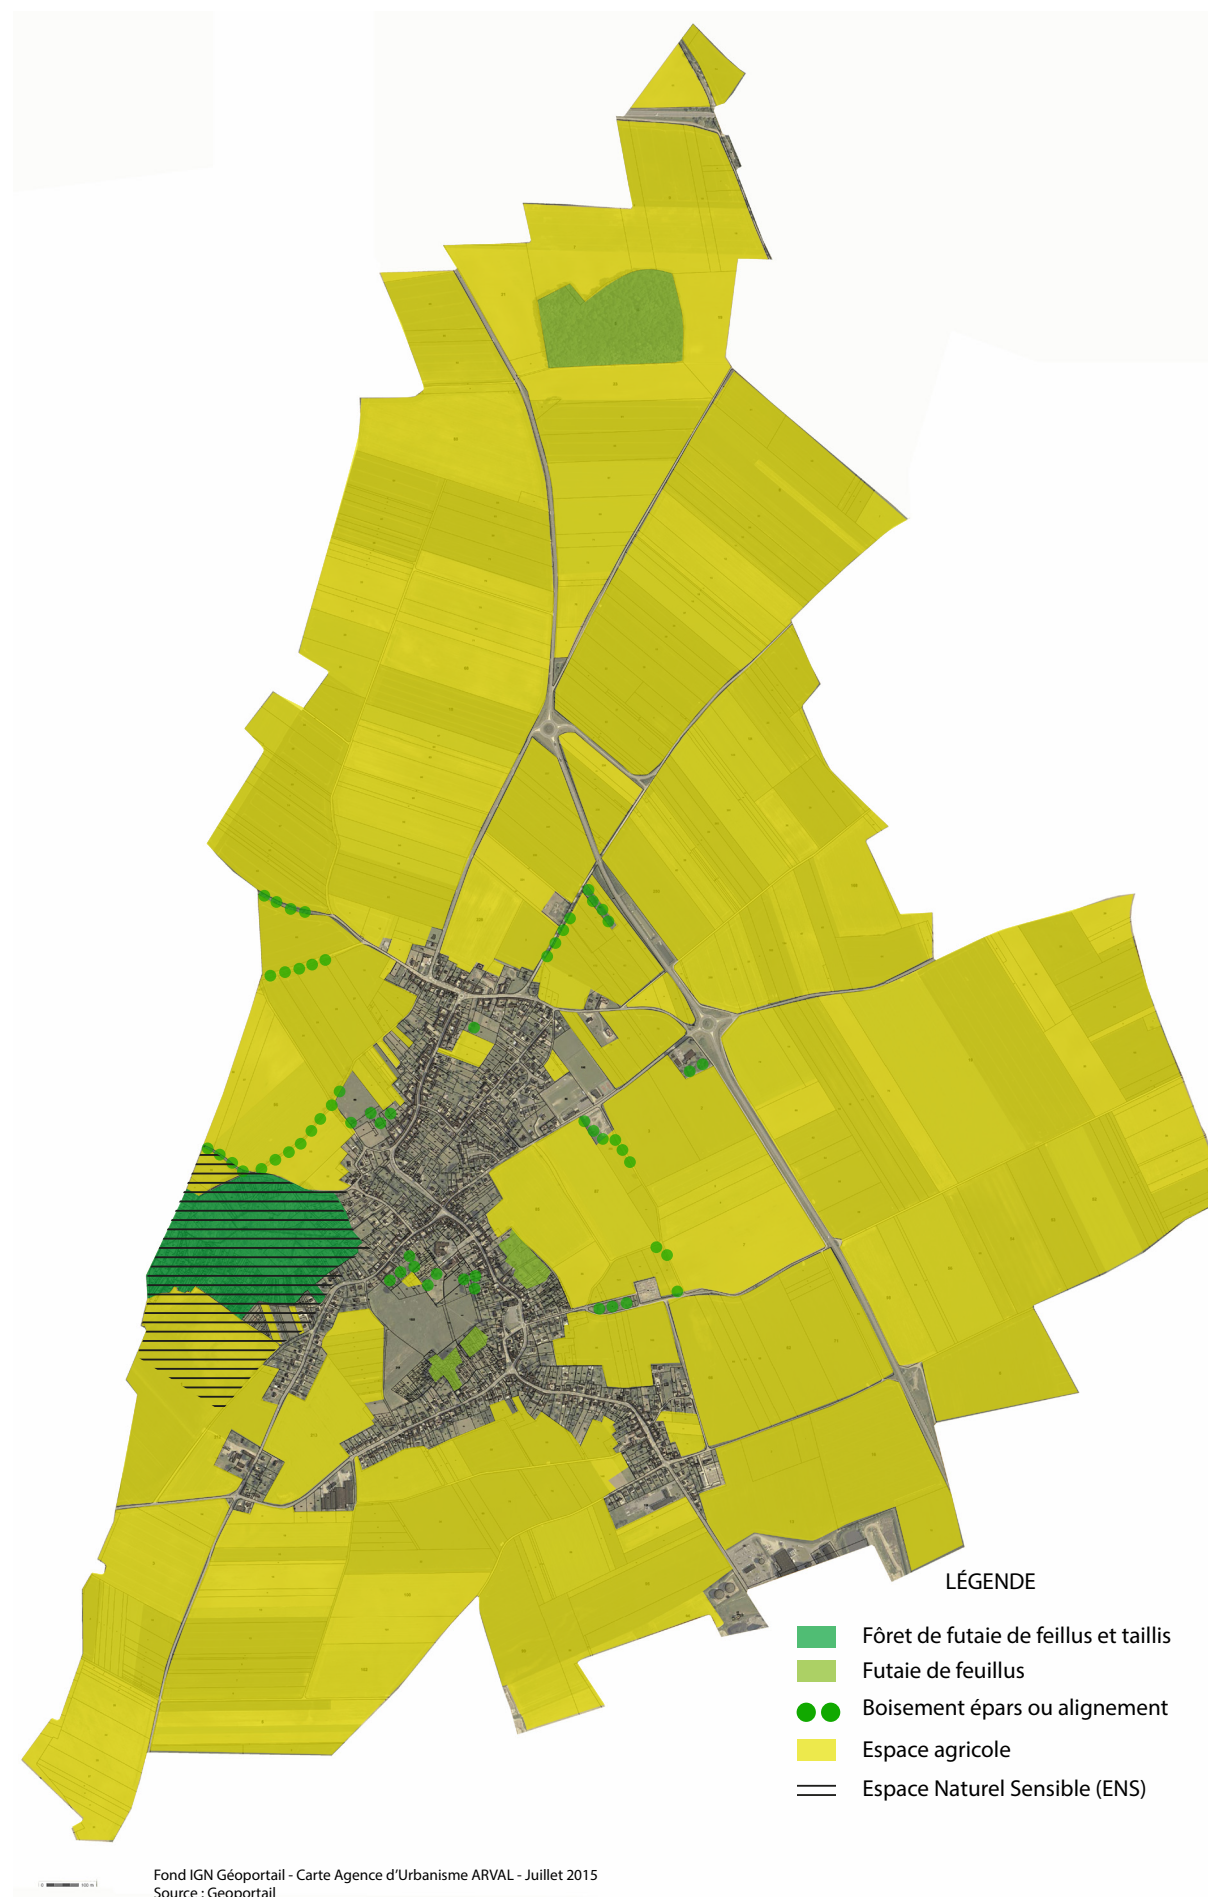 LÉGENDE
Fôret de futaie de feillus et taillis
Futaie de feuillus
Boisement épars ou alignement
Espace agricole
Espace Naturel Sensible (ENS)
Fond IGN Géoportail - Carte Agence d'Urbanisme ARVAL - Juillet 2015
Source : Geoportail